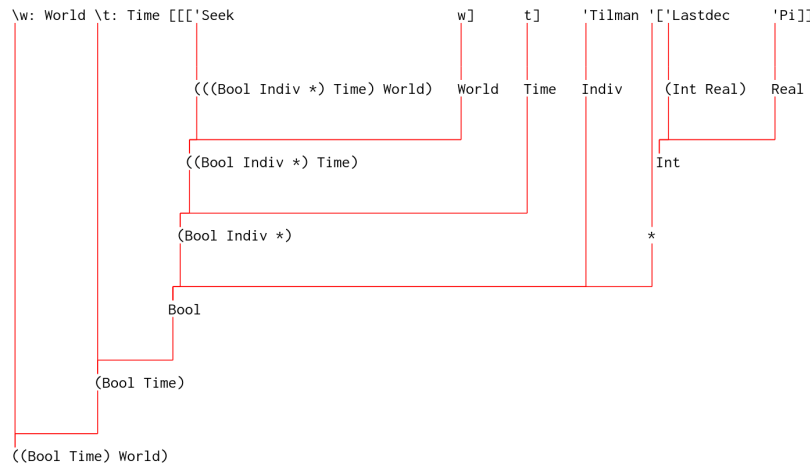 \w: World \t: Time [[['Seek w] t] 'Tilman '['Lastdec 'Pi]]
(((Bool Indiv *) Time) World) World Time Indiv (Int Real) Real
((Bool Indiv *) Time) Int
(Bool Indiv *) *
Bool
(Bool Time)
((Bool Time) World)